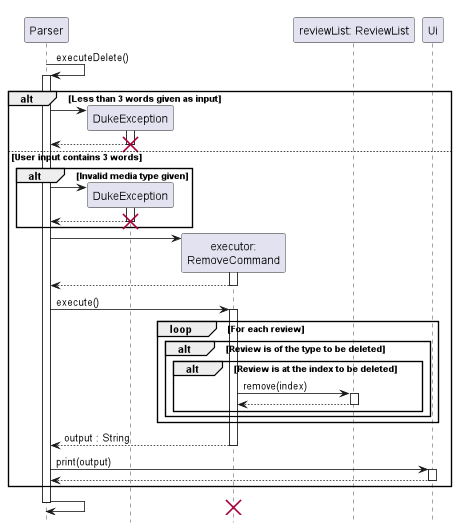 Parser
reviewList: ReviewList
Ui
executeDelete()
alt [Less than 3 words given as input]
DukeException
[User input contains 3 words]
alt [Invalid media type given]
DukeException
executor:
RemoveCommand
execute()
loop [For each review]
alt [Review is of the type to be deleted]
alt [Review is at the index to be deleted]
remove(index)
output : String
print(output)